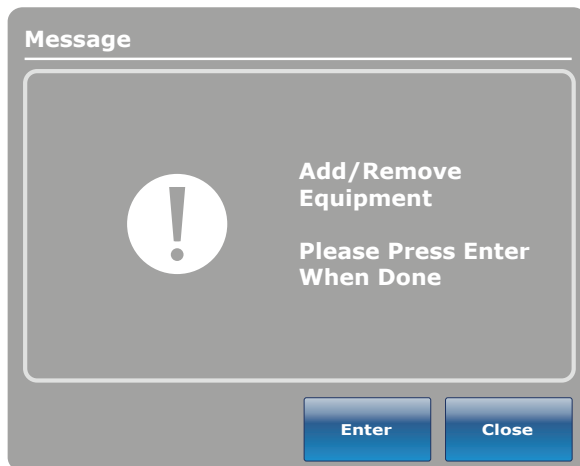 Message
Add/Remove
Equipment
Please Press Enter
When Done
Enter
Close